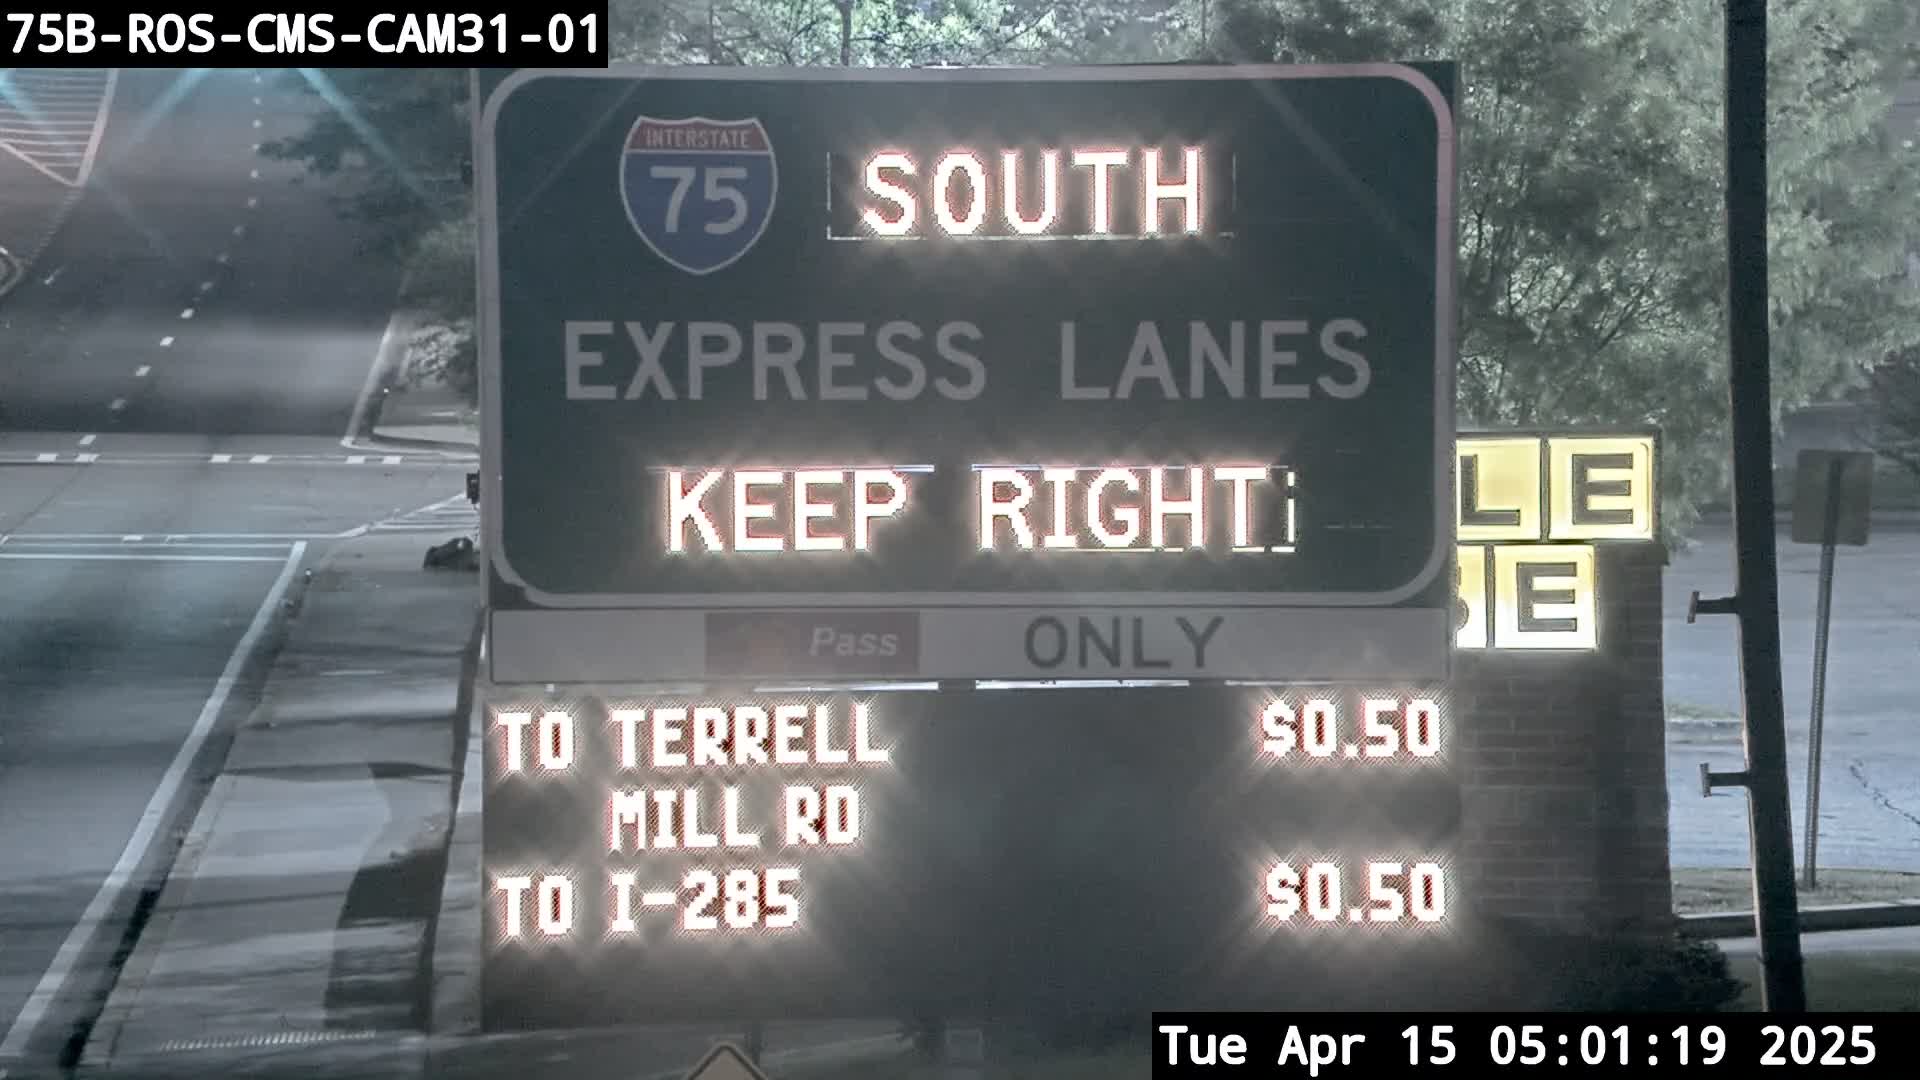 75B-ROS-CMS-CAM31-01
INTERSTATE
75
SOUTH
EXPRESS LANES
KEEP RIGHT
Pass ONLY
LE
E
TO TERRELL $0.50
MILL RD
TO I-285 $0.50
Tue Apr 15 05:01:19 2025